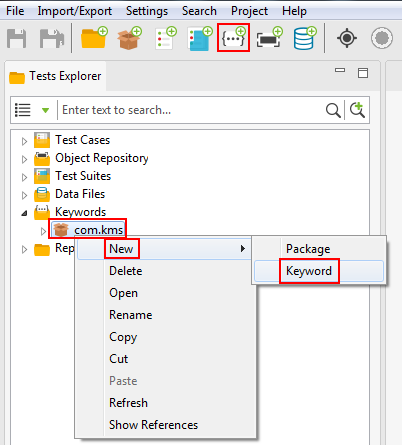 File Import/Export Settings Search Project Help
Tests Explorer
Enter text to search...
Test Cases
Object Repository
Test Suites
Data Files
Keywords
com.kms
Rep
New
Delete
Open
Rename
Copy
Cut
Paste
Refresh
Show References
Package
Keyword